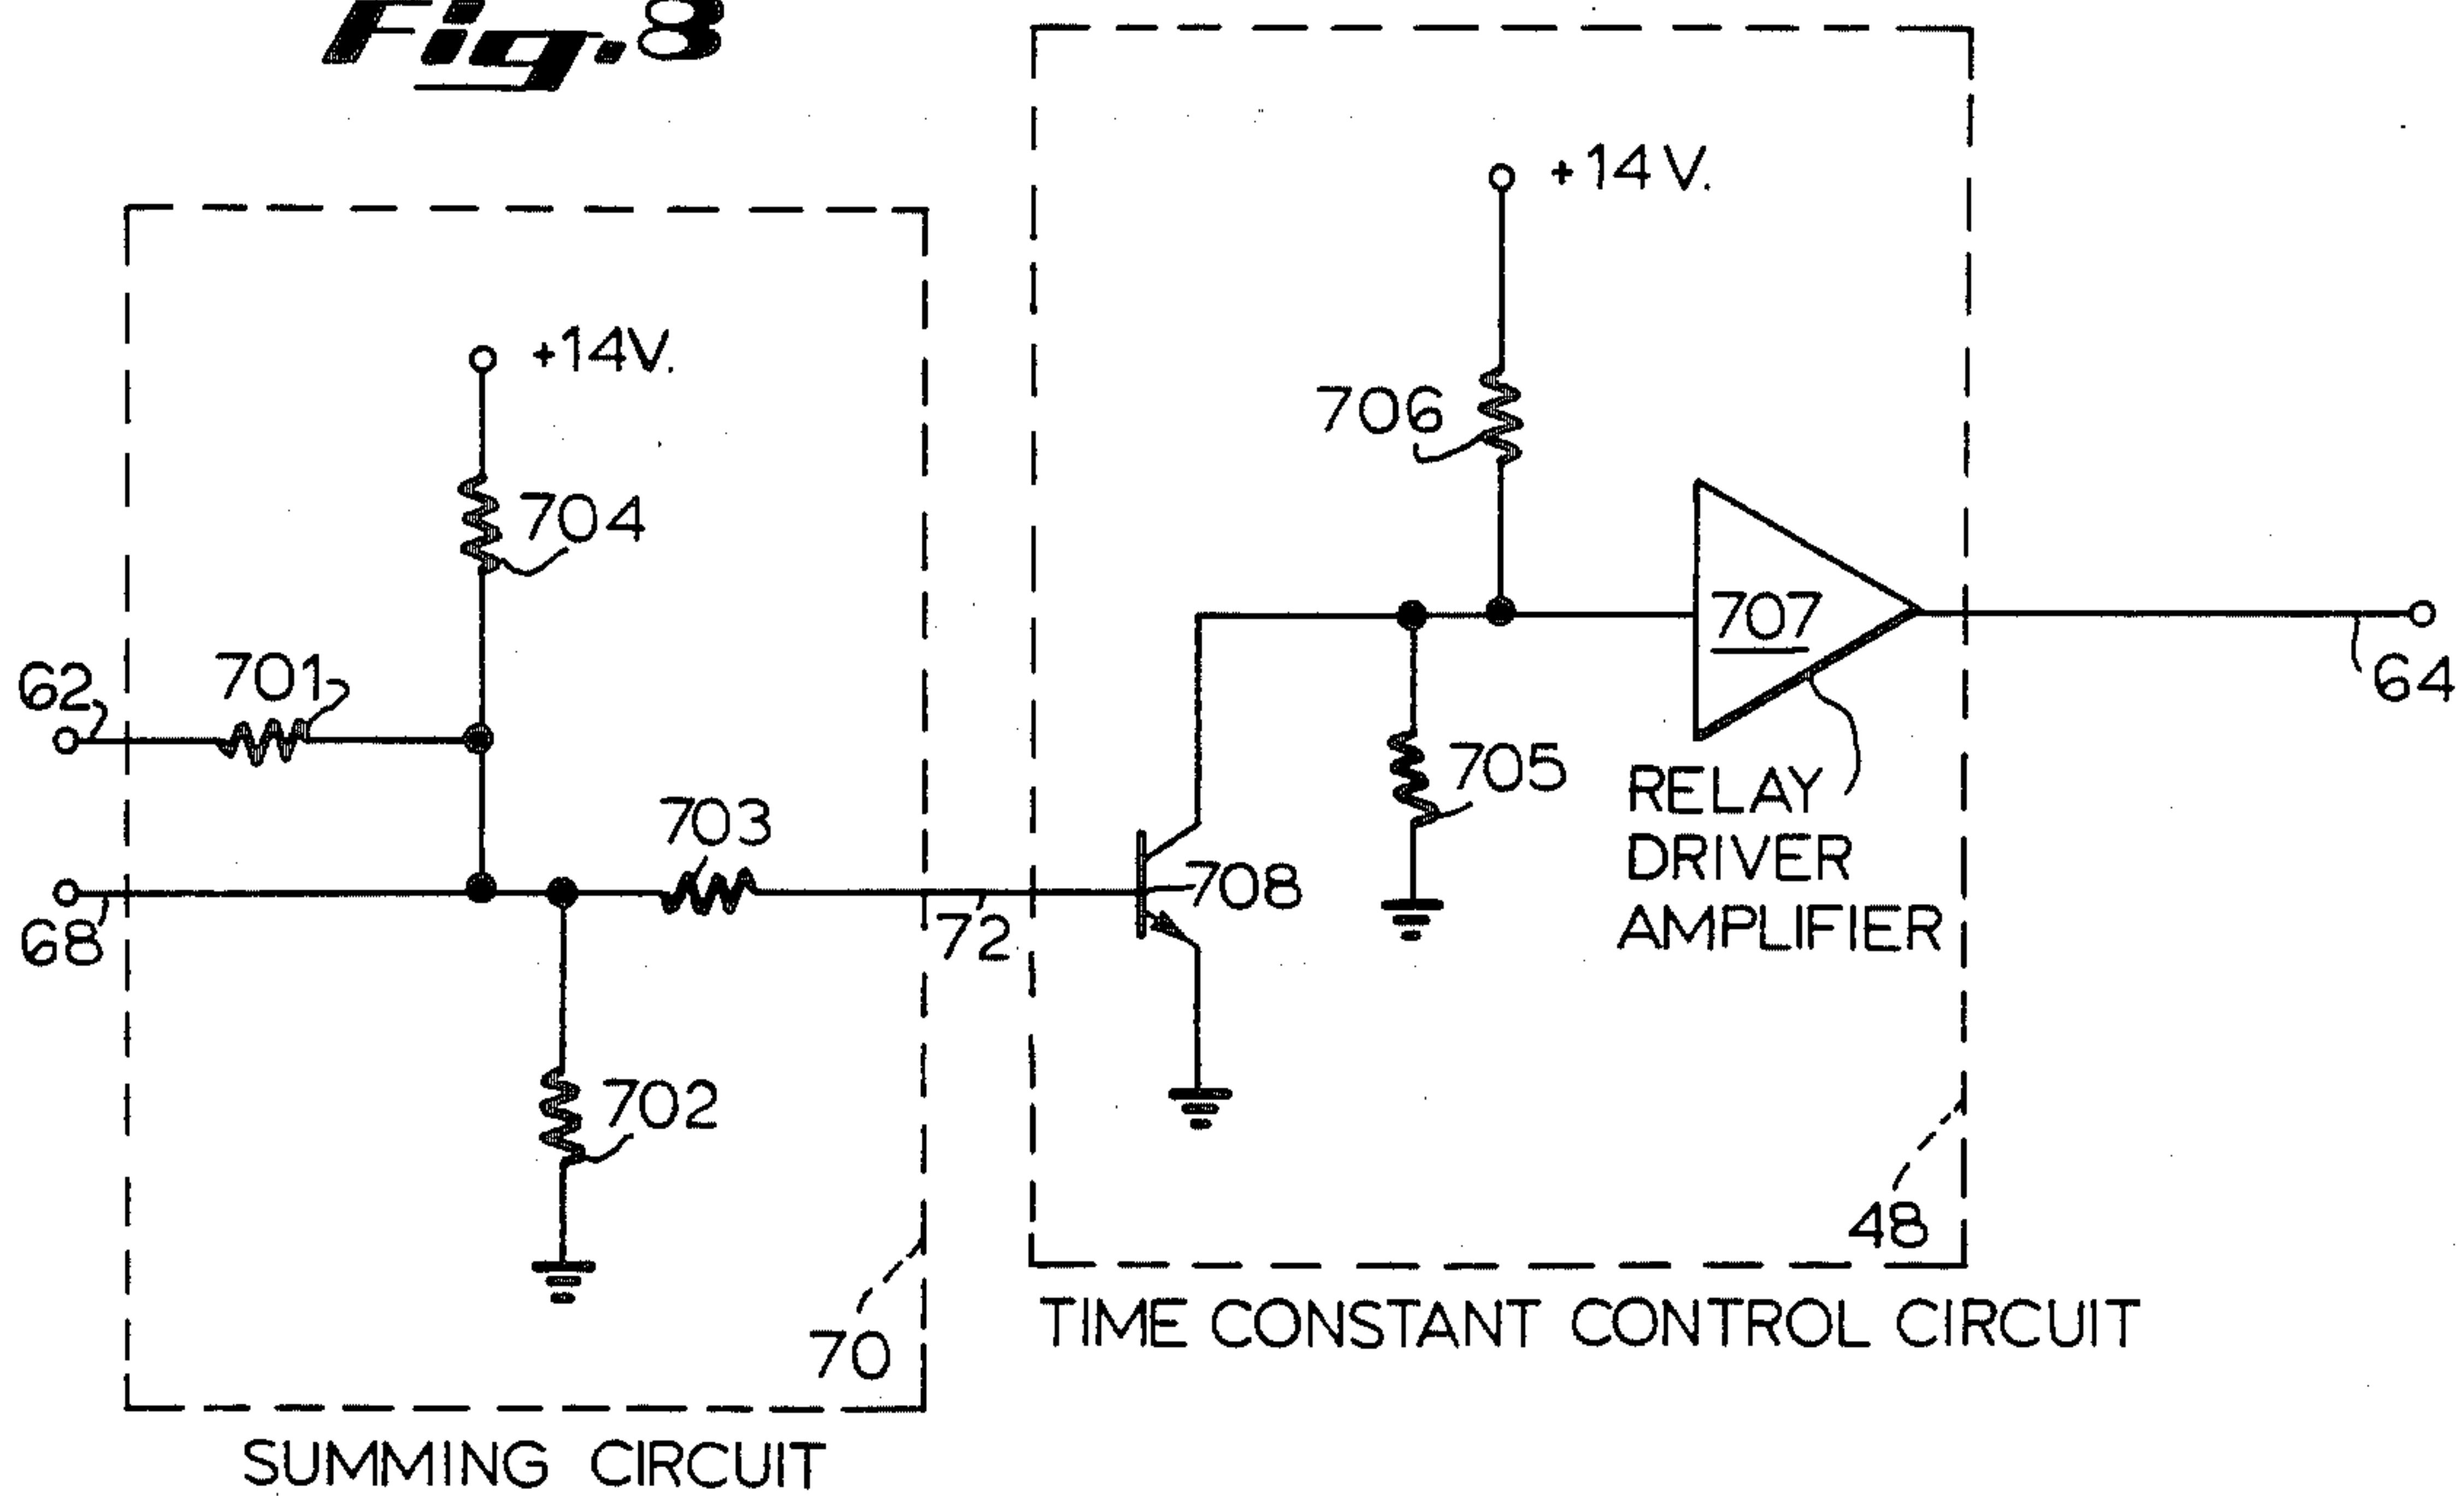 Fig.8
+14V.
+14V.
706
704
707
62
701
64
703
705
RELAY
DRIVER
AMPLIFIER
708
68
72
702
48
70
TIME CONSTANT CONTROL CIRCUIT
SUMMING CIRCUIT